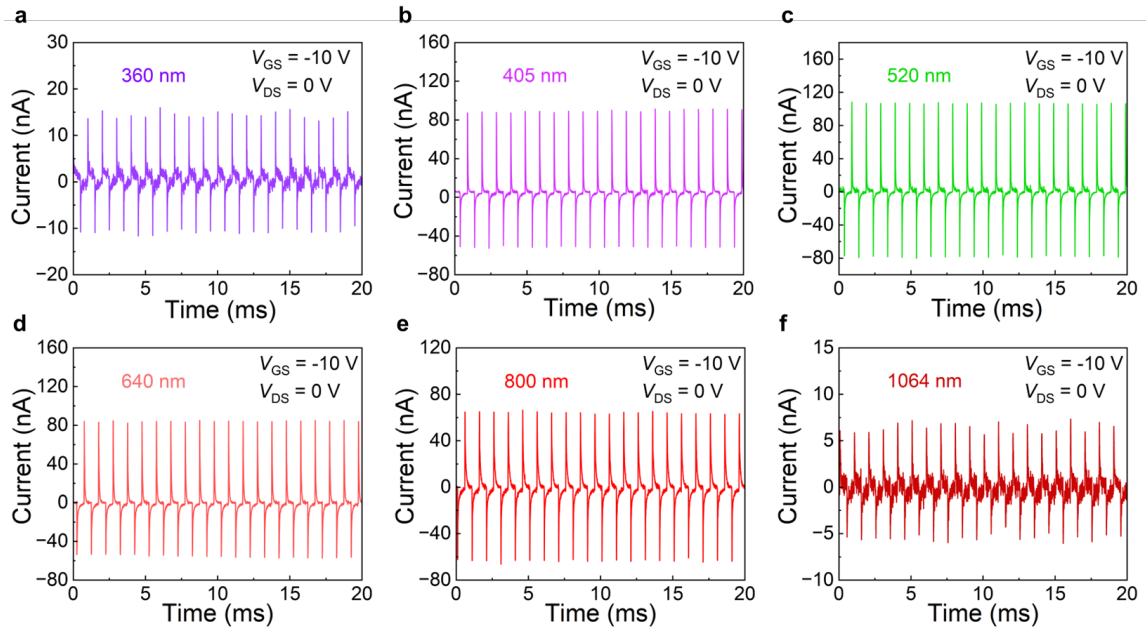 a
30
20
10
0
−10
−20
0 5 10 15 20
Current (nA)
Time (ms)
360 nm
VGS = -10 V
VDS = 0 V
b
160
120
80
40
0
−40
−80
0 5 10 15 20
Current (nA)
Time (ms)
405 nm
VGS = -10 V
VDS = 0 V
c
160
120
80
40
0
−40
−80
0 5 10 15 20
Current (nA)
Time (ms)
520 nm
VGS = -10 V
VDS = 0 V
d
160
120
80
40
0
−40
−80
0 5 10 15 20
Current (nA)
Time (ms)
640 nm
VGS = -10 V
VDS = 0 V
e
120
80
40
0
−40
−80
0 5 10 15 20
Current (nA)
Time (ms)
800 nm
VGS = -10 V
VDS = 0 V
f
15
10
5
0
−5
−10
0 5 10 15 20
Current (nA)
Time (ms)
1064 nm
VGS = -10 V
VDS = 0 V